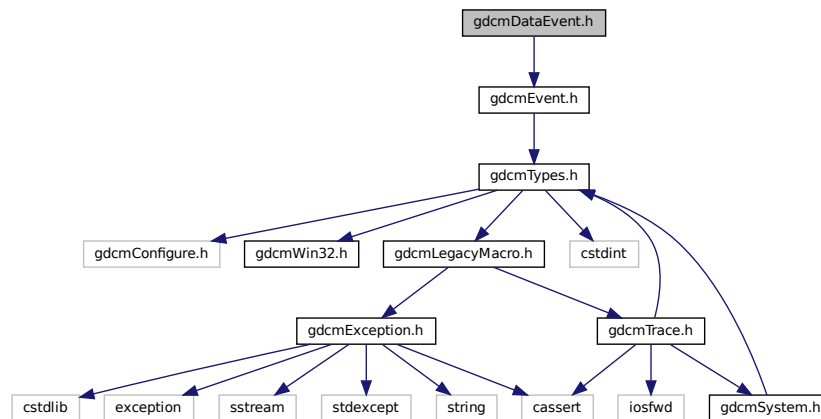 gdcmDataEvent.h
gdcmEvent.h
gdcmTypes.h
gdcmConfigure.h
gdcmWin32.h
gdcmLegacyMacro.h
cstdint
gdcmException.h
gdcmTrace.h
cstdlib
exception
sstream
stdexcept
string
cassert
iosfwd
gdcmSystem.h